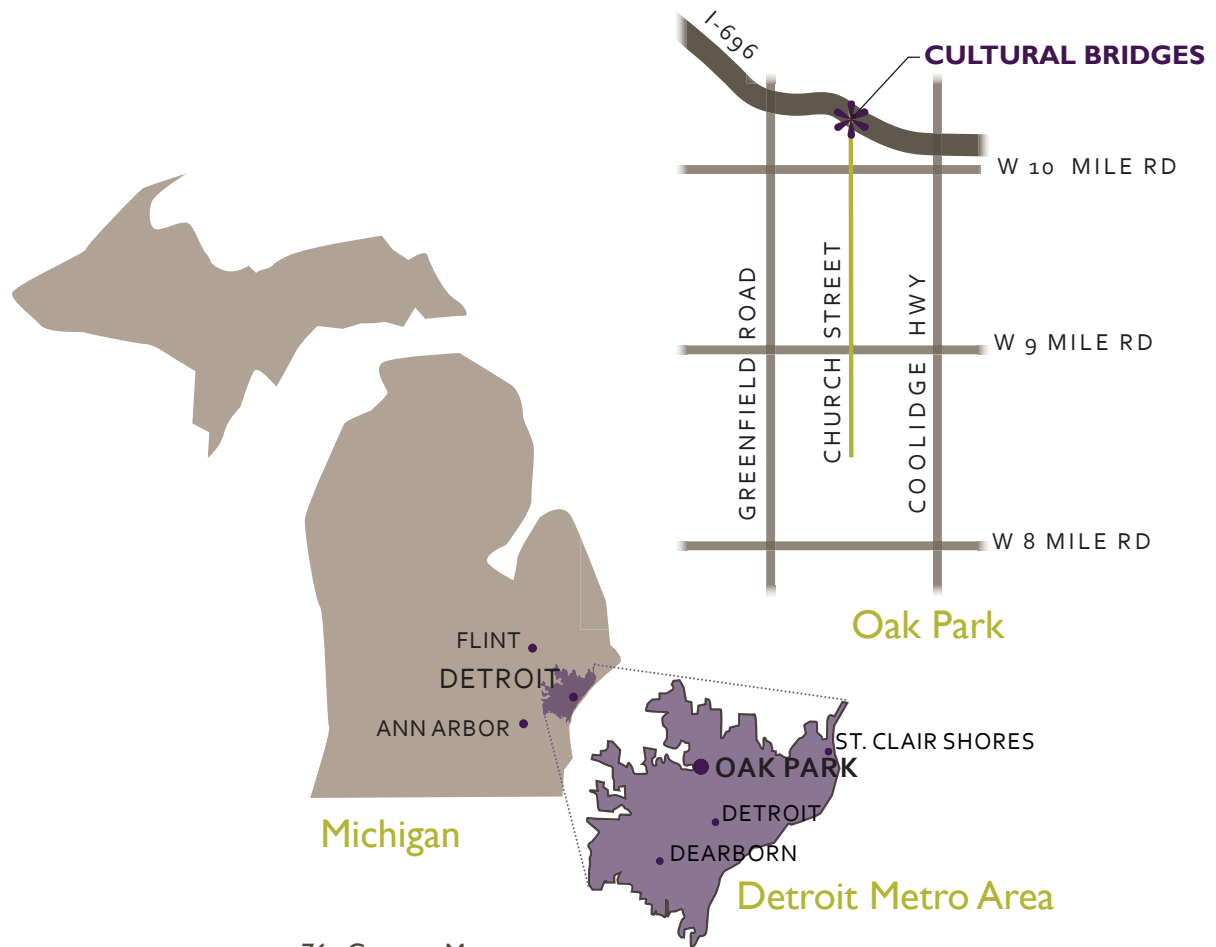 I-696
CULTURAL BRIDGES
W 10 MILE RD
GREENFIELD ROAD
CHURCH STREET
COOLIDGE HWY
W 9 MILE RD
W 8 MILE RD
Oak Park
FLINT
DETROIT
ANN ARBOR
Michigan
ST. CLAIR SHORES
OAK PARK
DETROIT
DEARBORN
Detroit Metro Area